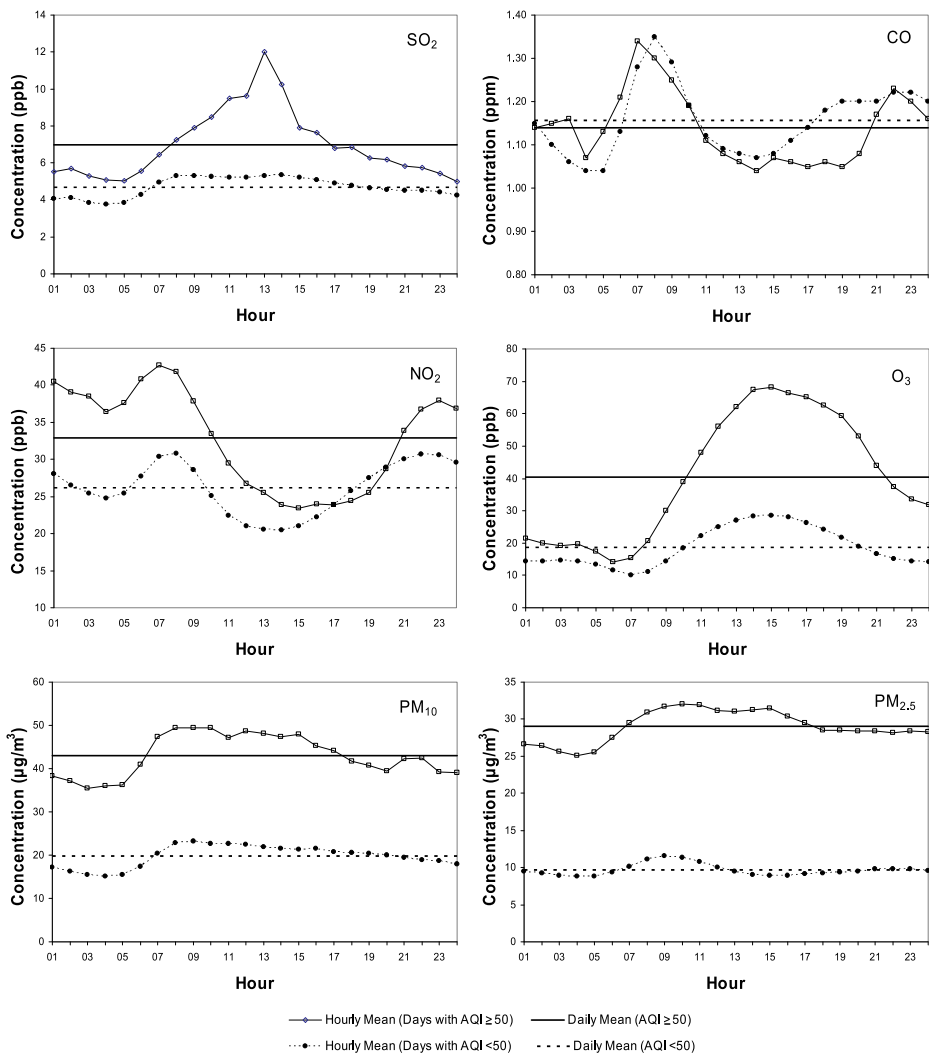 SO₂
Concentration (ppb)
14
12
10
8
6
4
2
0
01 03 05 07 09 11 13 15 17 19 21 23
Hour
CO
Concentration (ppm)
1.40
1.30
1.20
1.10
1.00
0.90
0.80
01 03 05 07 09 11 13 15 17 19 21 23
Hour
NO₂
Concentration (ppb)
45
40
35
30
25
20
15
10
01 03 05 07 09 11 13 15 17 19 21 23
Hour
O₃
Concentration (ppb)
80
70
60
50
40
30
20
10
0
01 03 05 07 09 11 13 15 17 19 21 23
Hour
PM₁₀
Concentration (µg/m³)
60
50
40
30
20
10
0
01 03 05 07 09 11 13 15 17 19 21 23
Hour
PM₂.₅
Concentration (µg/m³)
35
30
25
20
15
10
5
0
01 03 05 07 09 11 13 15 17 19 21 23
Hour
Hourly Mean (Days with AQI ≥ 50) Daily Mean (AQI ≥ 50)
Hourly Mean (Days with AQI <50) Daily Mean (AQI <50)